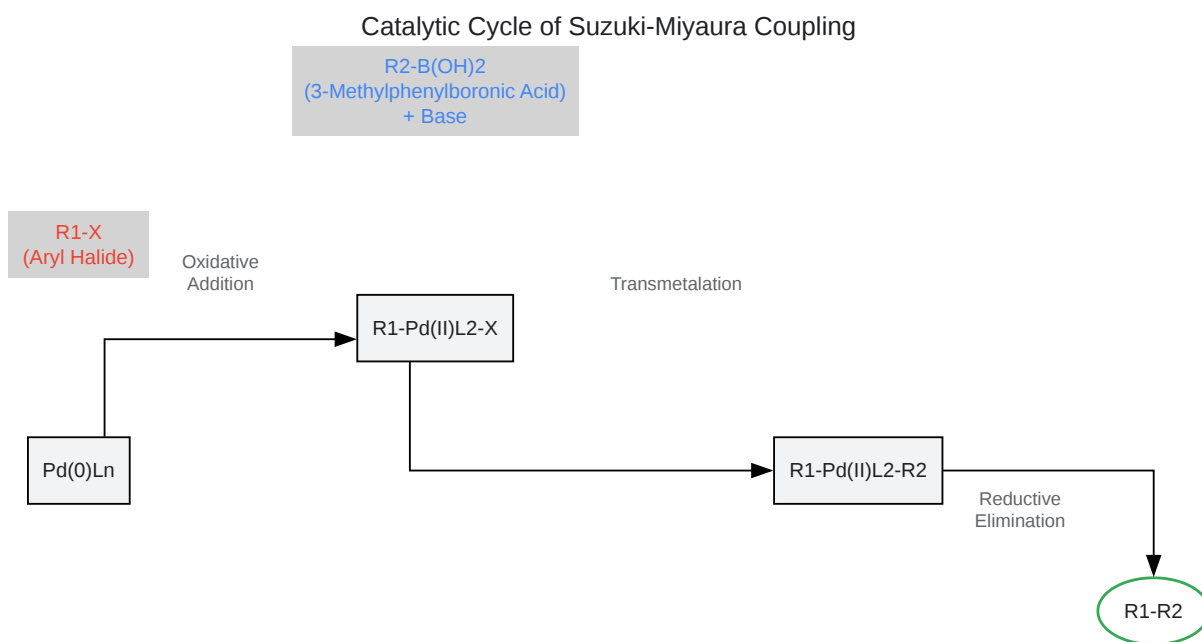 Catalytic Cycle of Suzuki-Miyaura Coupling
R2-B(OH)2
(3-Methylphenylboronic Acid)
+ Base
R1-X
(Aryl Halide)
Oxidative
Addition
Transmetalation
R1-Pd(II)L2-X
Pd(0)Ln
R1-Pd(II)L2-R2
Reductive
Elimination
R1-R2